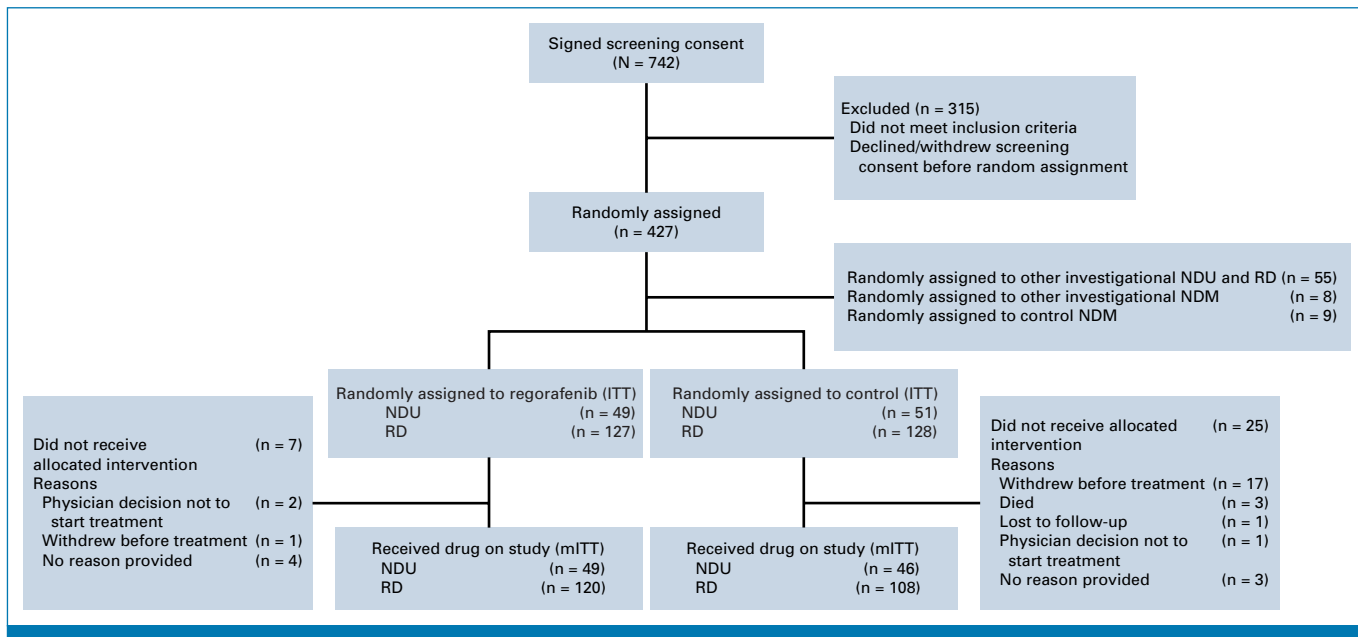 Signed screening consent
(N = 742)
Excluded (n = 315)
Did not meet inclusion criteria
Declined/withdrew screening
consent before random assignment
Randomly assigned
(n = 427)
Randomly assigned to other investigational NDU and RD (n = 55)
Randomly assigned to other investigational NDM (n = 8)
Randomly assigned to control NDM (n = 9)
Randomly assigned to regorafenib (ITT)
NDU (n = 49)
RD (n = 127)
Randomly assigned to control (ITT)
NDU (n = 51)
RD (n = 128)
Did not receive (n = 7)
allocated intervention
Reasons
Physician decision not to (n = 2)
start treatment
Withdrew before treatment (n = 1)
No reason provided (n = 4)
Did not receive allocated (n = 25)
intervention
Reasons
Withdrew before treatment (n = 17)
Died (n = 3)
Lost to follow-up (n = 1)
Physician decision not to (n = 1)
start treatment
No reason provided (n = 3)
Received drug on study (mITT)
NDU (n = 49)
RD (n = 120)
Received drug on study (mITT)
NDU (n = 46)
RD (n = 108)